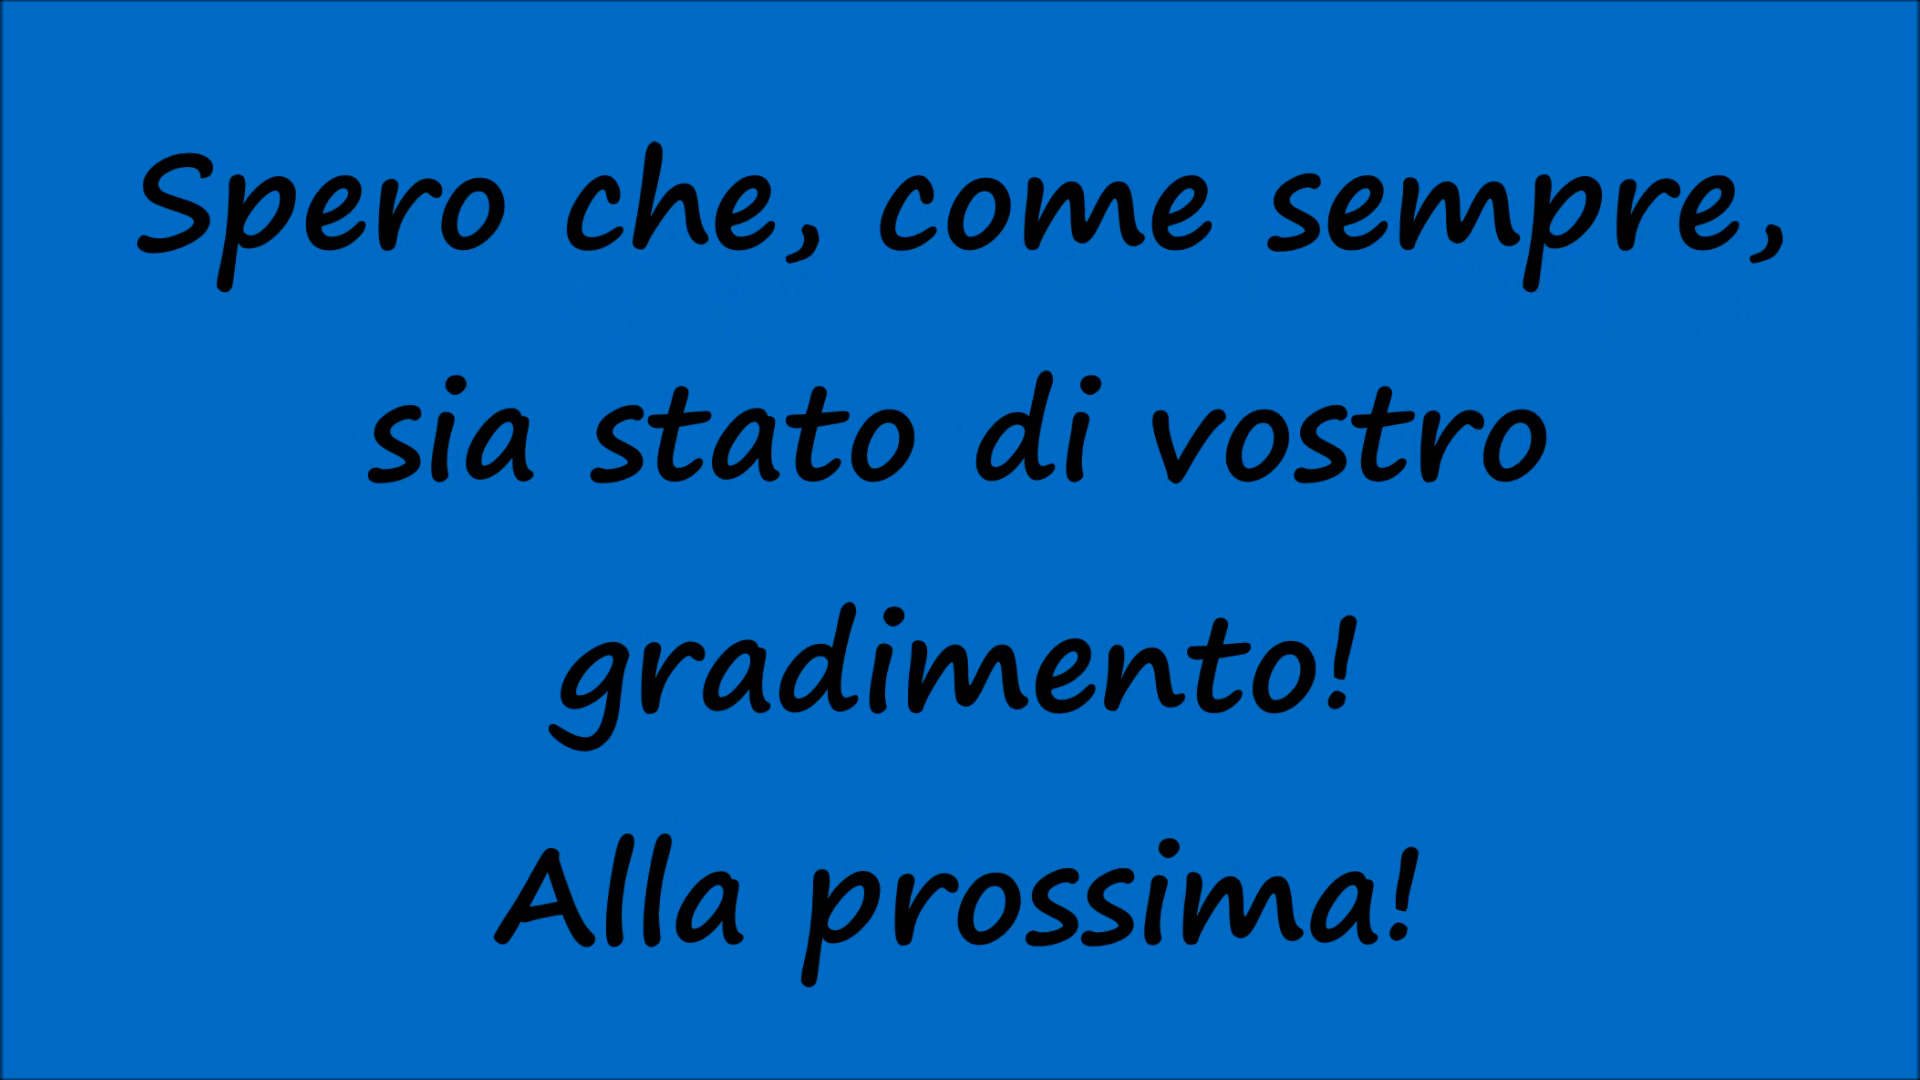 Spero che, come sempre,
sia stato di vostro
gradimento!
Alla prossima!